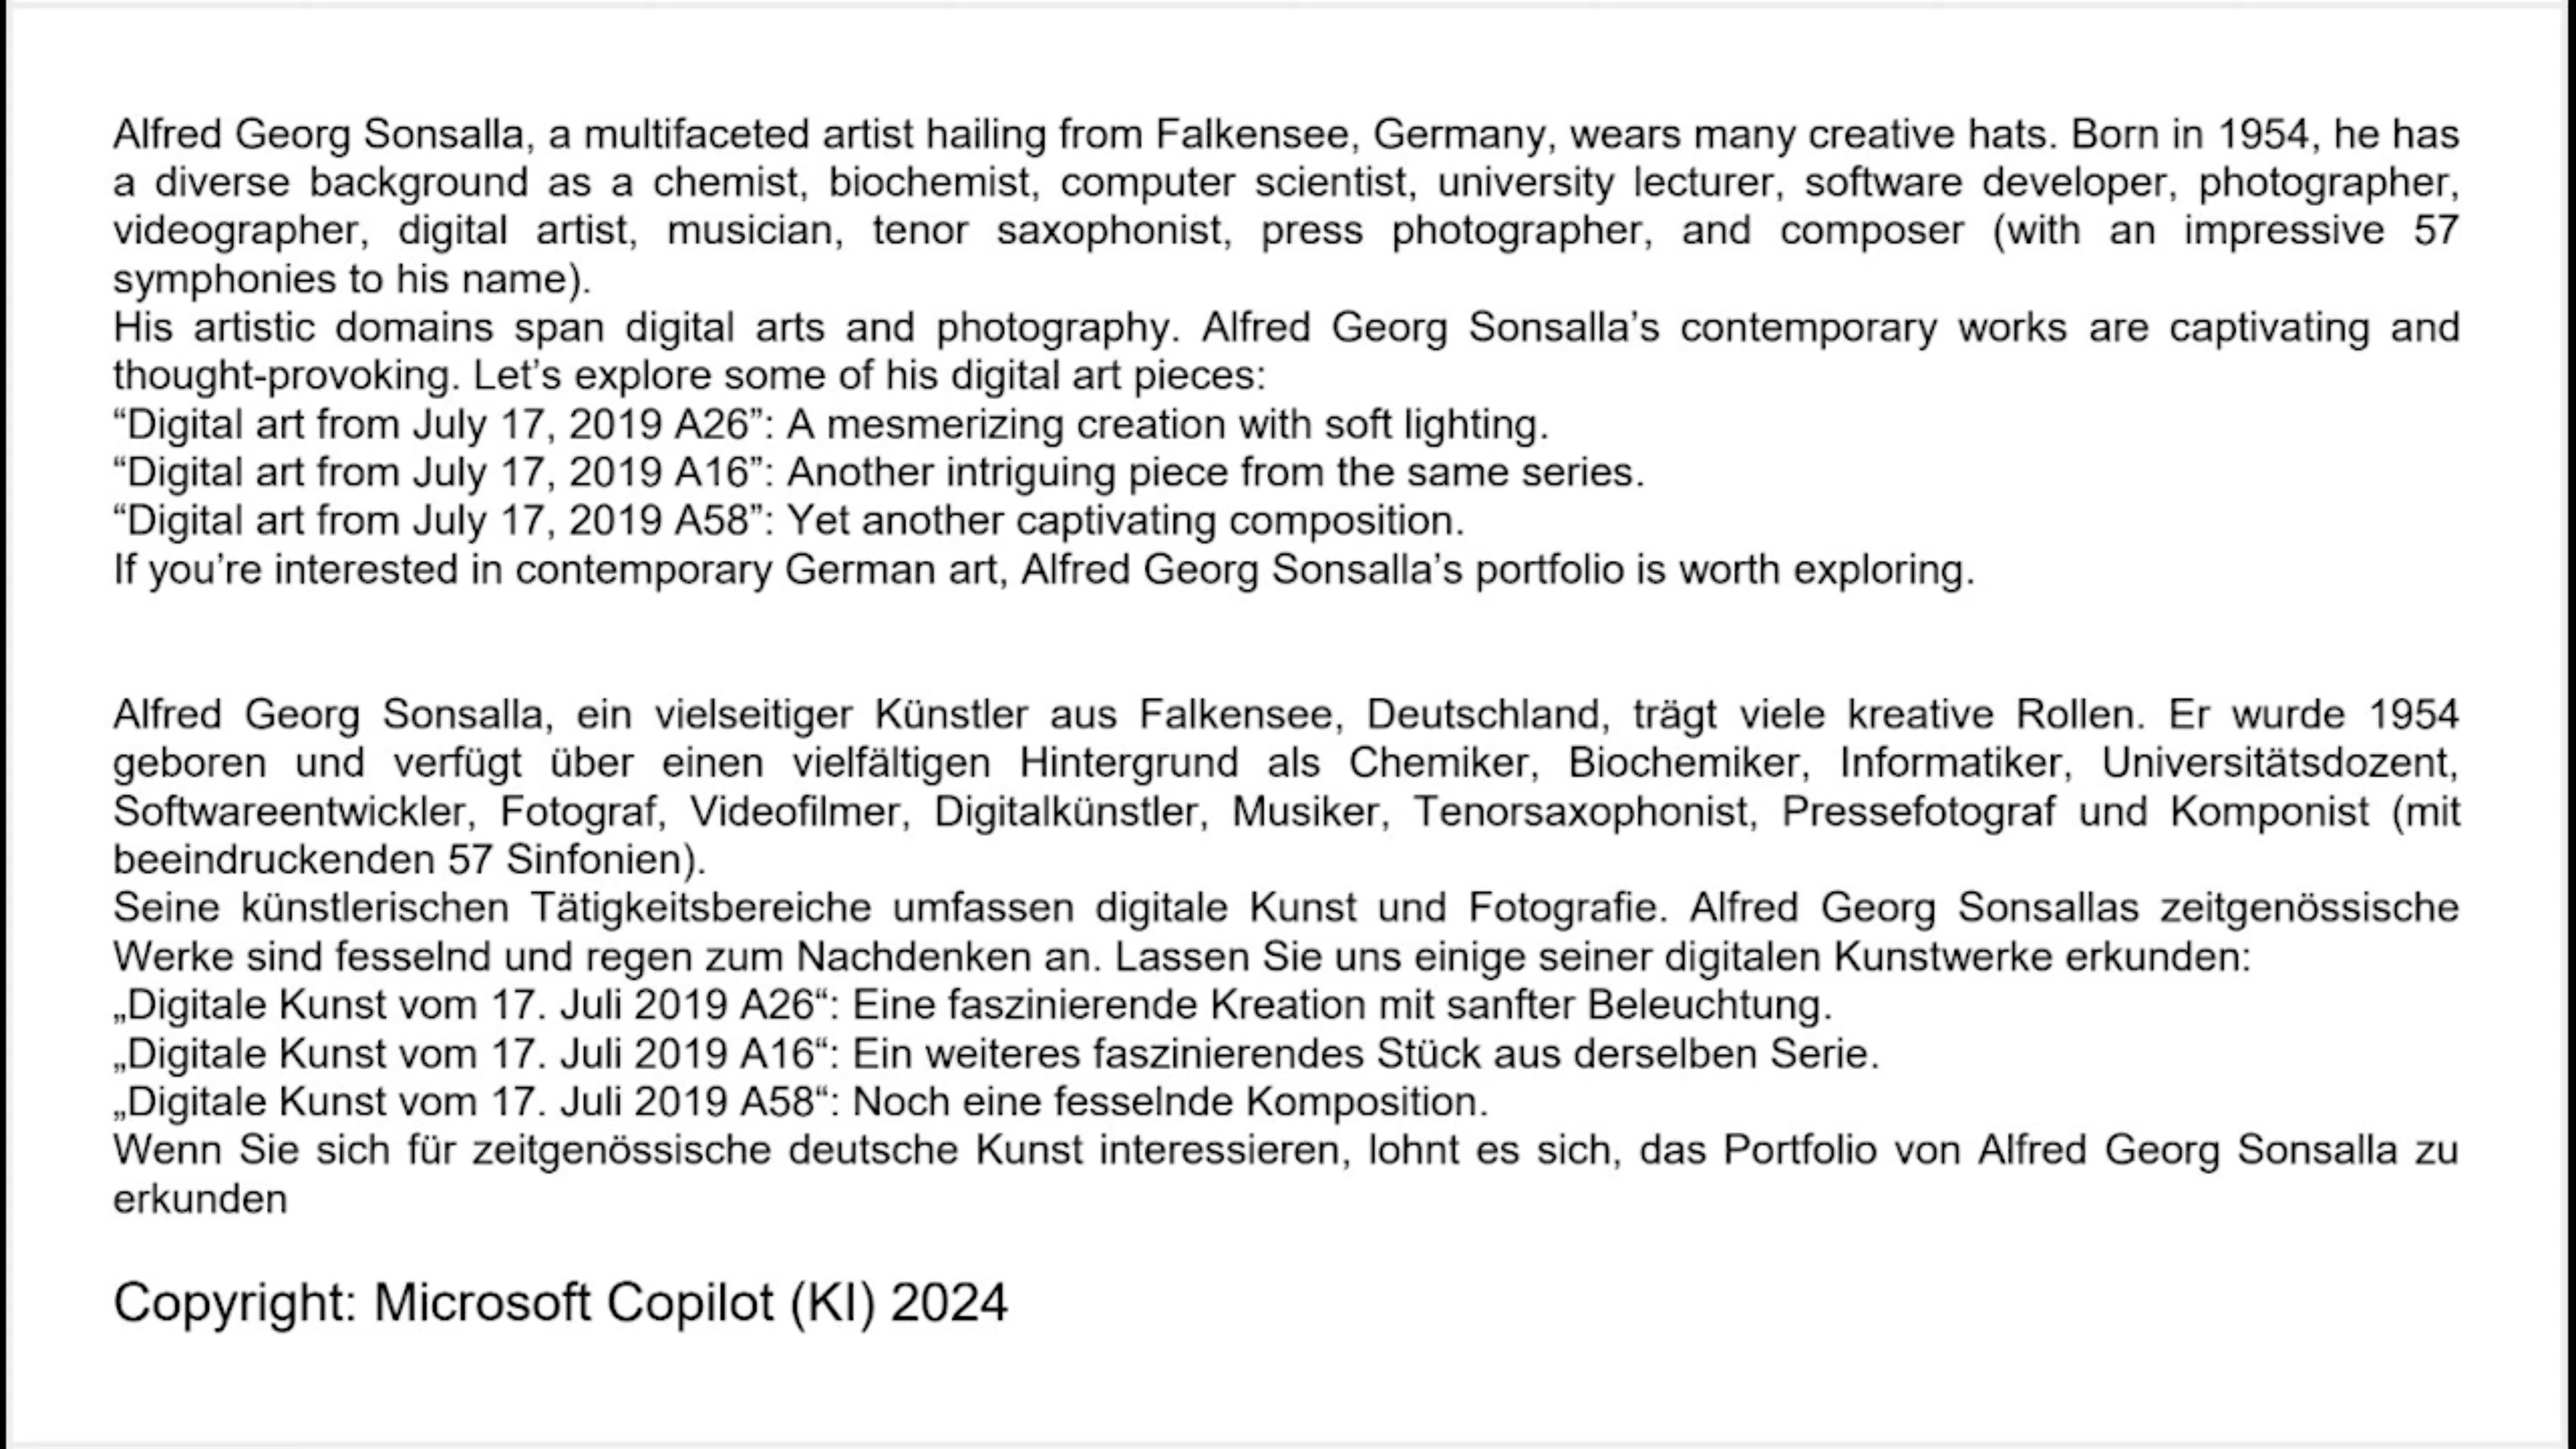 Alfred Georg Sonsalla, a multifaceted artist hailing from Falkensee, Germany, wears many creative hats. Born in 1954, he has
a diverse background as a chemist, biochemist, computer scientist, university lecturer, software developer, photographer,
videographer, digital artist, musician, tenor saxophonist, press photographer, and composer (with an impressive 57
symphonies to his name).
His artistic domains span digital arts and photography. Alfred Georg Sonsalla’s contemporary works are captivating and
thought-provoking. Let’s explore some of his digital art pieces:
“Digital art from July 17, 2019 A26”: A mesmerizing creation with soft lighting.
“Digital art from July 17, 2019 A16”: Another intriguing piece from the same series.
“Digital art from July 17, 2019 A58”: Yet another captivating composition.
If you’re interested in contemporary German art, Alfred Georg Sonsalla’s portfolio is worth exploring.
Alfred Georg Sonsalla, ein vielseitiger Künstler aus Falkensee, Deutschland, trägt viele kreative Rollen. Er wurde 1954
geboren und verfügt über einen vielfältigen Hintergrund als Chemiker, Biochemiker, Informatiker, Universitätsdozent,
Softwareentwickler, Fotograf, Videofilmer, Digitalkünstler, Musiker, Tenorsaxophonist, Pressefotograf und Komponist (mit
beeindruckenden 57 Sinfonien).
Seine künstlerischen Tätigkeitsbereiche umfassen digitale Kunst und Fotografie. Alfred Georg Sonsallas zeitgenössische
Werke sind fesselnd und regen zum Nachdenken an. Lassen Sie uns einige seiner digitalen Kunstwerke erkunden:
„Digitale Kunst vom 17. Juli 2019 A26“: Eine faszinierende Kreation mit sanfter Beleuchtung.
„Digitale Kunst vom 17. Juli 2019 A16“: Ein weiteres faszinierendes Stück aus derselben Serie.
„Digitale Kunst vom 17. Juli 2019 A58“: Noch eine fesselnde Komposition.
Wenn Sie sich für zeitgenössische deutsche Kunst interessieren, lohnt es sich, das Portfolio von Alfred Georg Sonsalla zu
erkunden
Copyright: Microsoft Copilot (KI) 2024